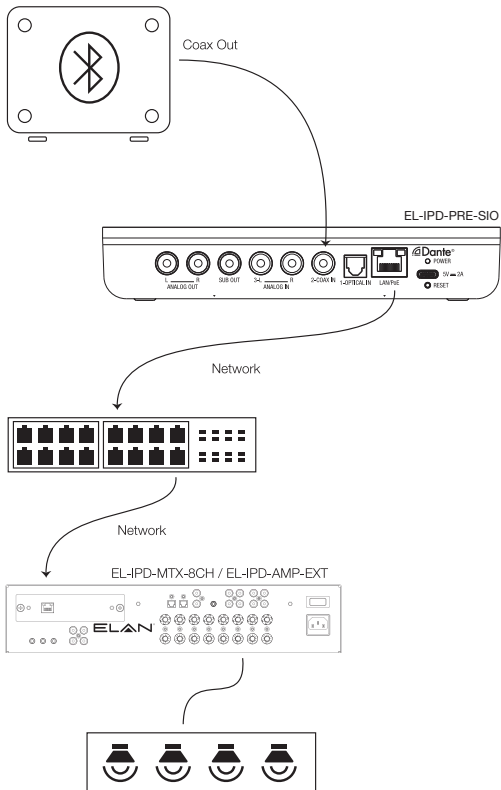 Coax Out
EL-IPD-PRE-SIO
Dante®
POWER
5V 2A
RESET
L R
ANALOG OUT
SUB OUT
3-L R
ANALOG IN
2-COAX IN
1-OPTICAL IN
LAN/PoE
Network
Network
EL-IPD-MTX-8CH / EL-IPD-AMP-EXT
ELAN